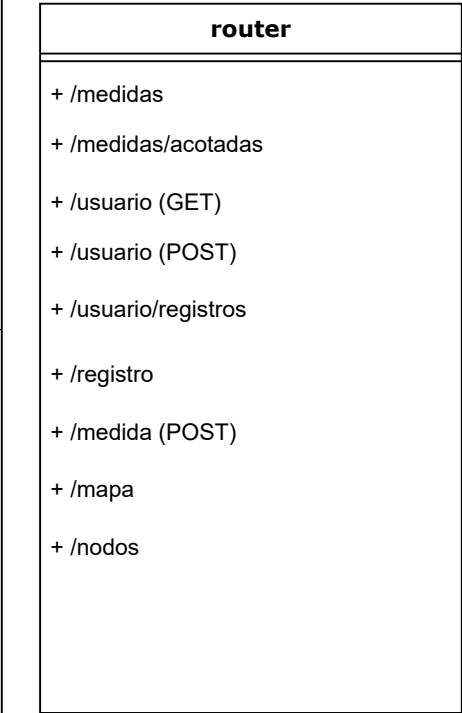 router
+ /medidas
+ /medidas/acotadas
+ /usuario (GET)
+ /usuario (POST)
+ /usuario/registros
+ /registro
+ /medida (POST)
+ /mapa
+ /nodos